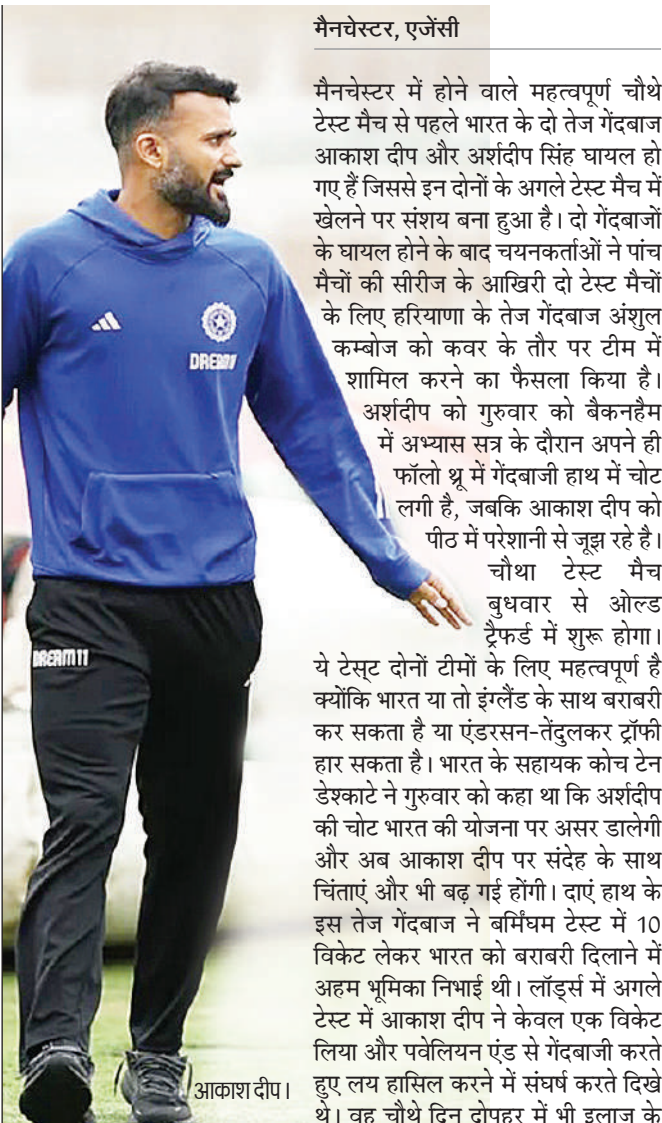 मैनचेस्टर, एजेंसी
मैनचेस्टर में होने वाले महत्वपूर्ण चौथे
टेस्ट मैच से पहले भारत के दो तेज गेंदबाज
आकाश दीप और अर्शदीप सिंह घायल हो
गए हैं जिससे इन दोनों के अगले टेस्ट मैच में
खेलने पर संशय बना हुआ है। दो गेंदबाजों
के घायल होने के बाद चयनकर्ताओं ने पांच
मैचों की सीरीज के आखिरी दो टेस्ट मैचों
के लिए हरियाणा के तेज गेंदबाज अंशुल
कम्बोज को कवर के तौर पर टीम में
शामिल करने का फैसला किया है।
अर्शदीप को गुरुवार को बैकनहैम
में अभ्यास सत्र के दौरान अपने ही
फॉलो थ्रू में गेंदबाजी हाथ में चोट
लगी है, जबकि आकाश दीप को
पीठ में परेशानी से जूझ रहे है।
चौथा टेस्ट मैच
बुधवार से ओल्ड
ट्रैफर्ड में शुरू होगा।
ये टेस्‌ट दोनों टीमों के लिए महत्वपूर्ण है
क्योंकि भारत या तो इंग्लैंड के साथ बराबरी
कर सकता है या एंडरसन-तेंदुलकर ट्रॉफी
हार सकता है। भारत के सहायक कोच टेन
डेश्काटे ने गुरुवार को कहा था कि अर्शदीप
की चोट भारत की योजना पर असर डालेगी
और अब आकाश दीप पर संदेह के साथ
चिंताएं और भी बढ़ गई होंगी। दाएं हाथ के
इस तेज गेंदबाज ने बर्मिंघम टेस्ट में 10
विकेट लेकर भारत को बराबरी दिलाने में
अहम भूमिका निभाई थी। लॉर्ड्स में अगले
टेस्ट में आकाश दीप ने केवल एक विकेट
लिया और पवेलियन एंड से गेंदबाजी करते
हुए लय हासिल करने में संघर्ष करते दिखे
थे। वह चौथे दिन दोपहर में भी इलाज के
DREAM11
DREAM11
आकाश दीप।